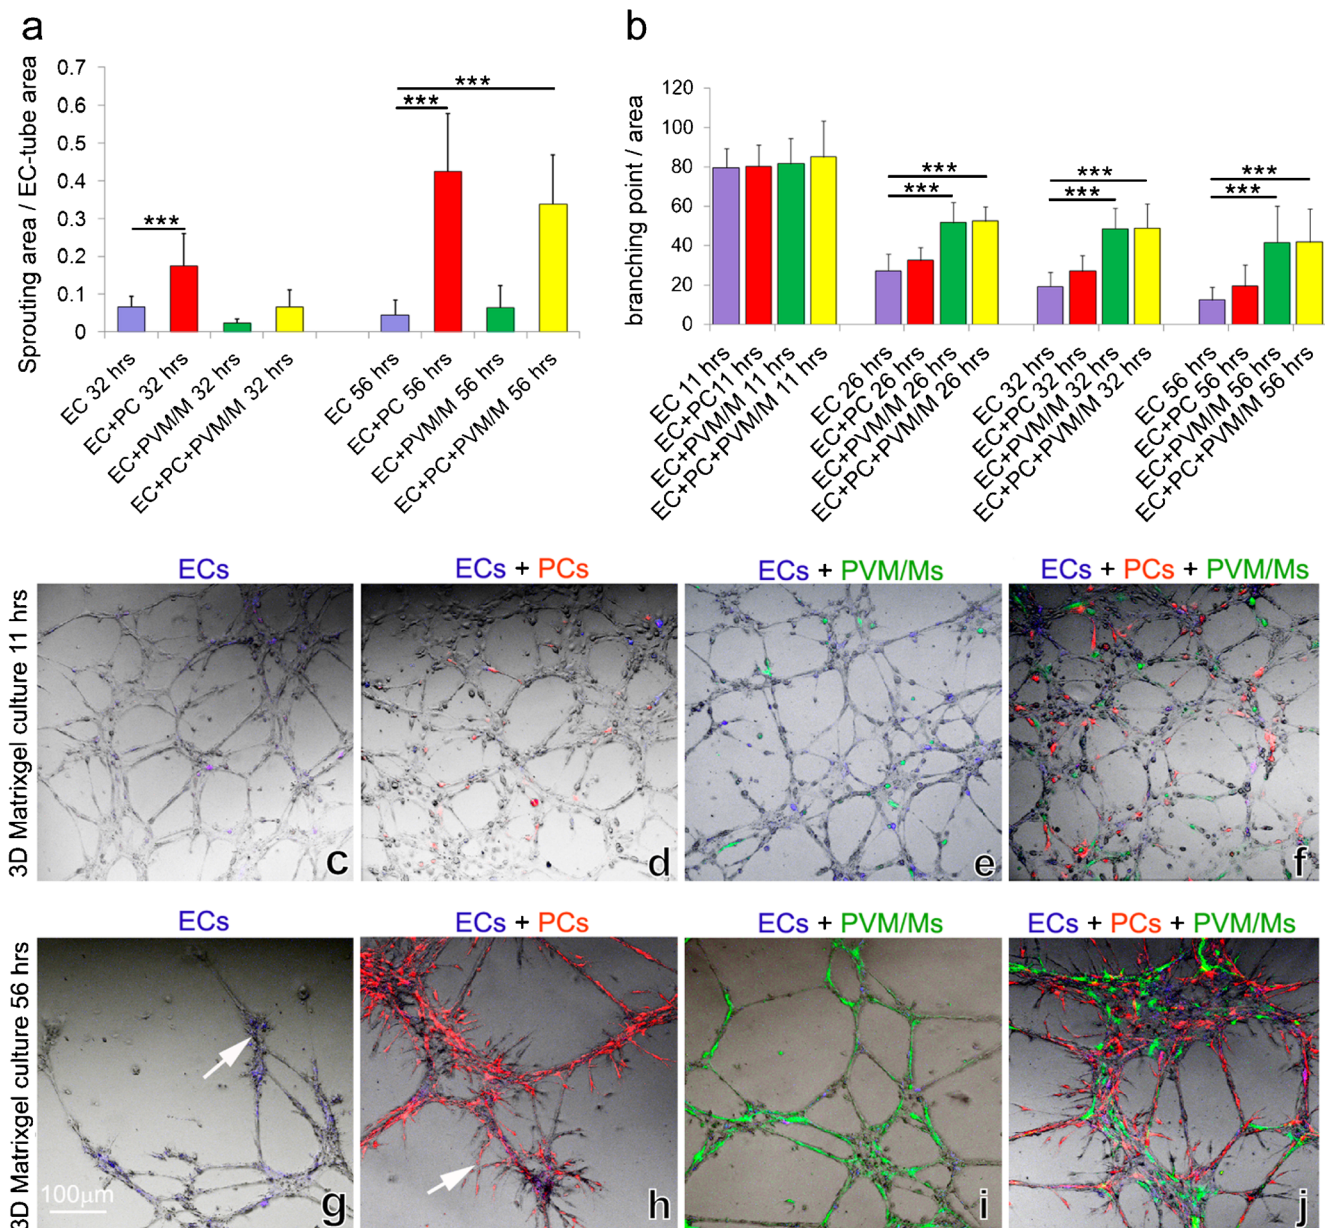 a
b
Sprouting area / EC-tube area
0.7
0.6
0.5
0.4
0.3
0.2
0.1
0
***
***
***
EC 32 hrs
EC+PC 32 hrs
EC+PVM/M 32 hrs
EC+PC+PVM/M 32 hrs
EC 56 hrs
EC+PC 56 hrs
EC+PVM/M 56 hrs
EC+PC+PVM/M 56 hrs
branching point / area
120
100
80
60
40
20
0
***
***
***
***
***
***
EC 11 hrs
EC+PC11 hrs
EC+PVM/M 11 hrs
EC+PC+PVM/M 11 hrs
EC 26 hrs
EC+PC 26 hrs
EC+PVM/M 26 hrs
EC+PC+PVM/M 26 hrs
EC 32 hrs
EC+PC 32 hrs
EC+PVM/M 32 hrs
EC+PC+PVM/M 32 hrs
EC 56 hrs
EC+PC 56 hrs
EC+PVM/M 56 hrs
EC+PC+PVM/M 56 hrs
3D Matrixgel culture 11 hrs
ECs
ECs + PCs
ECs + PVM/Ms
ECs + PCs + PVM/Ms
c
d
e
f
3D Matrixgel culture 56 hrs
ECs
ECs + PCs
ECs + PVM/Ms
ECs + PCs + PVM/Ms
100µm
g
h
i
j